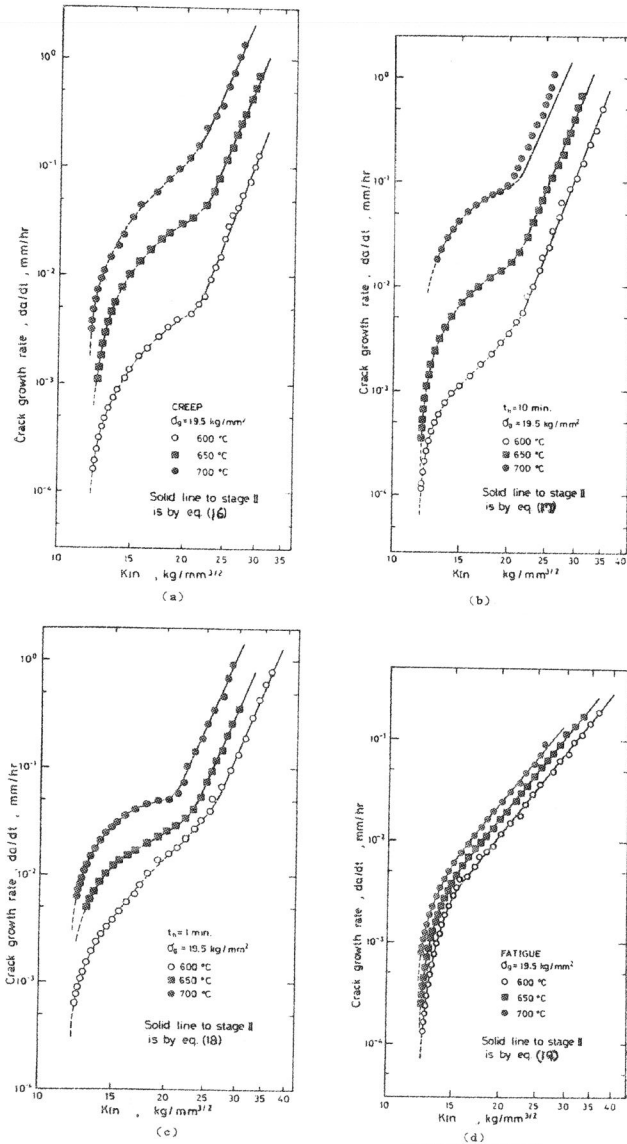 10⁰
10⁻¹
10⁻²
10⁻³
10⁻⁴
Crack growth rate , da/dt , mm/hr
CREEP
σg=19.5 kg/mm²
600 °C
650 °C
700 °C
Solid line to stage II
is by eq. (16)
10 15 20 25 30 35
Kin , kg/mm³/²
(a)
10⁰
10⁻¹
10⁻²
10⁻³
10⁻⁴
Crack growth rate , da/dt , mm/hr
tₕ=10 min.
σg=19.5 kg/mm²
600 °C
650 °C
700 °C
Solid line to stage II
is by eq. (17)
10 15 20 25 30 35 40
Kin , kg/mm³/²
(b)
10⁰
10⁻¹
10⁻²
10⁻³
10⁻⁴
Crack growth rate , da/dt , mm/hr
tₕ=1 min.
σg = 19.5 kg/mm²
600 °C
650 °C
700 °C
Solid line to stage II
is by eq. (18)
10 15 20 25 30 35 40
Kin , kg/mm³/²
(c)
10⁰
10⁻¹
10⁻²
10⁻³
10⁻⁴
Crack growth rate , da/dt , mm/hr
FATIGUE
σg=19.5 kg/mm²
600 °C
650 °C
700 °C
Solid line to stage II
is by eq. (19)
10 15 20 25 30 35 40
Kin , kg/mm³/²
(d)